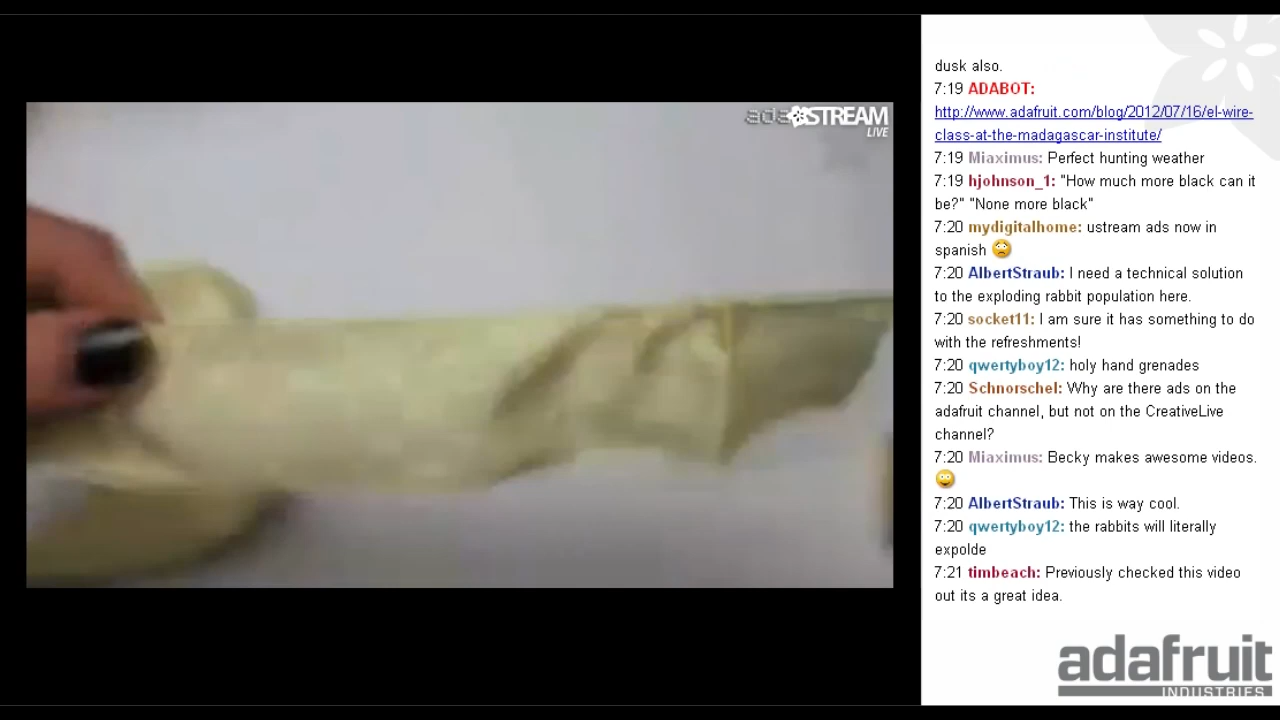 ada STREAM
LIVE
dusk also.
7:19 ADABOT:
http://www.adafruit.com/blog/2012/07/16/el-wire-
class-at-the-madagascar-institute/
7:19 Miaximus: Perfect hunting weather
7:19 hjohnson_1: "How much more black can it
be?" "None more black"
7:20 mydigitalhome: ustream ads now in
spanish
7:20 AlbertStraub: I need a technical solution
to the exploding rabbit population here.
7:20 socket11: I am sure it has something to do
with the refreshments!
7:20 qwertyboy12: holy hand grenades
7:20 Schnorschel: Why are there ads on the
adafruit channel, but not on the CreativeLive
channel?
7:20 Miaximus: Becky makes awesome videos.
7:20 AlbertStraub: This is way cool.
7:20 qwertyboy12: the rabbits will literally
expolde
7:21 timbeach: Previously checked this video
out its a great idea.
adafruit
INDUSTRIES